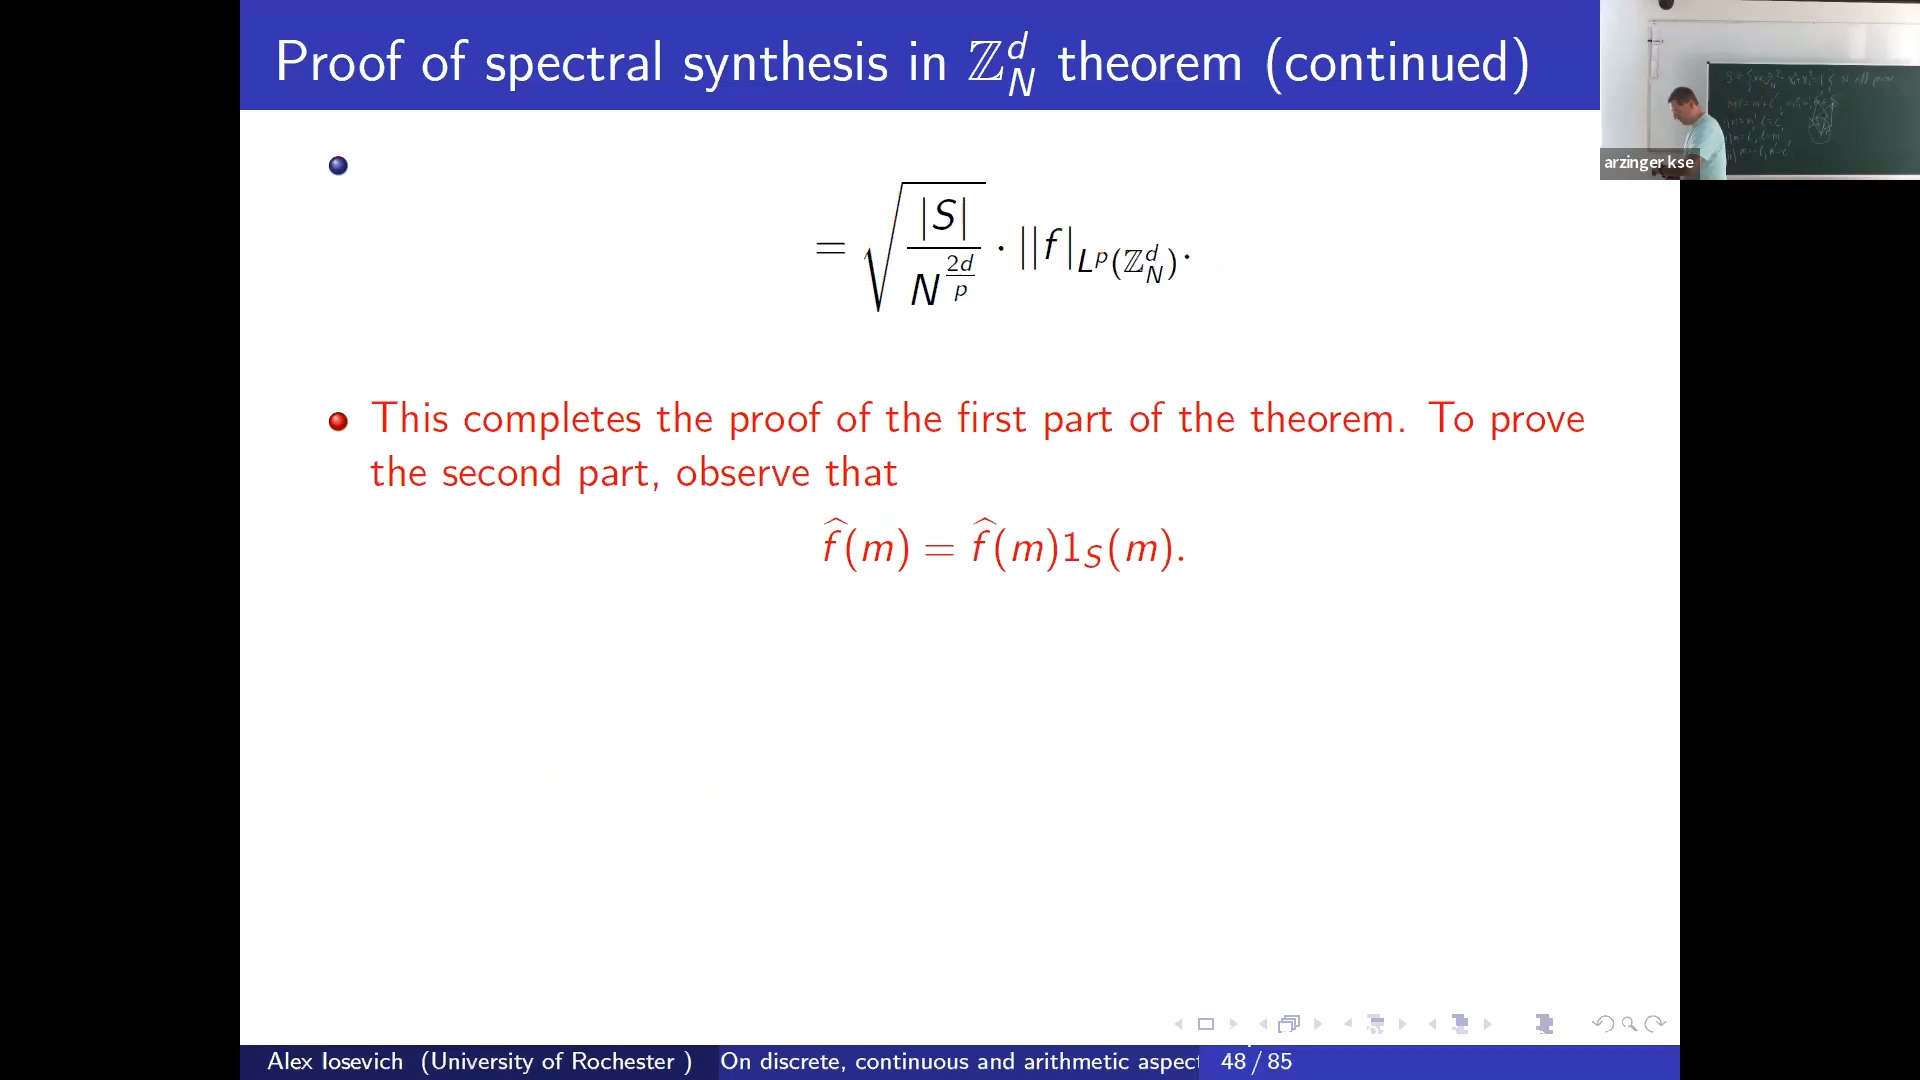 Proof of spectral synthesis in ℤ_N^d theorem (continued)
= √(|S| / N^{2d/p}) · ||f|_{L^p(ℤ_N^d)}.
This completes the proof of the first part of the theorem. To prove
the second part, observe that
f̂(m) = f̂(m)1_S(m).
arzinger kse
Alex Iosevich (University of Rochester ) On discrete, continuous and arithmetic aspect 48 / 85